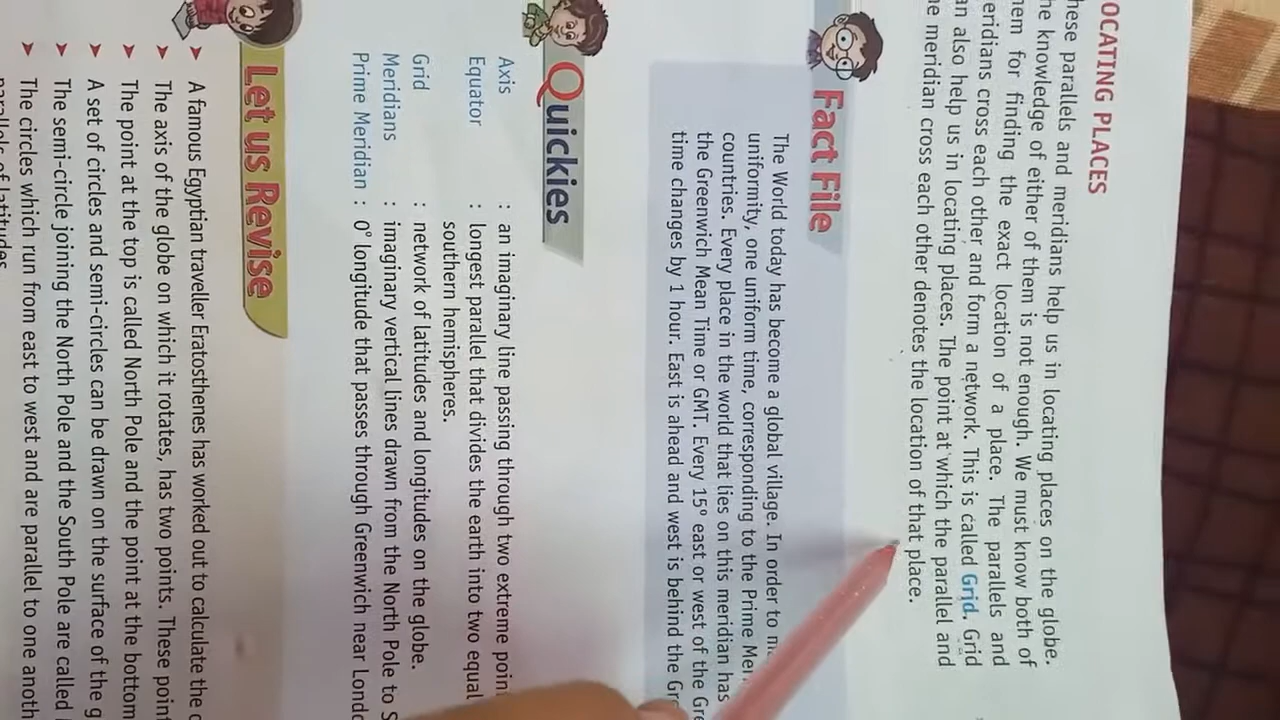 OCATING PLACES
hese parallels and meridians help us in locating places on the globe.
he knowledge of either of them is not enough. We must know both of
hem for finding the exact location of a place. The parallels and
eridians cross each other and form a network. This is called Grid. Grid
an also help us in locating places. The point at which the parallel and
he meridian cross each other denotes the location of that place.
Fact File
The World today has become a global village. In order to
uniformity, one uniform time, corresponding to the Prime
countries. Every place in the world that lies on this meridian has
the Greenwich Mean Time or GMT. Every 15° east or west of the
time changes by 1 hour. East is ahead and west is behind the
Quickies
Axis : an imaginary line passing through two extreme
Equator : longest parallel that divides the earth into two equal
southern hemispheres.
Grid : network of latitudes and longitudes on the globe.
Meridians : imaginary vertical lines drawn from the North Pole to S
Prime Meridian : 0° longitude that passes through Greenwich near
Let us Revise
➤ A famous Egyptian traveller Eratosthenes has worked out to calculate the
➤ The axis of the globe on which it rotates, has two points. These
➤ The point at the top is called North Pole and the point at the bottom
➤ A set of circles and semi-circles can be drawn on the surface of the g
➤ The semi-circle joining the North Pole and the South Pole are called
➤ The circles which run from east to west and are parallel to one
parallels of latitudes.